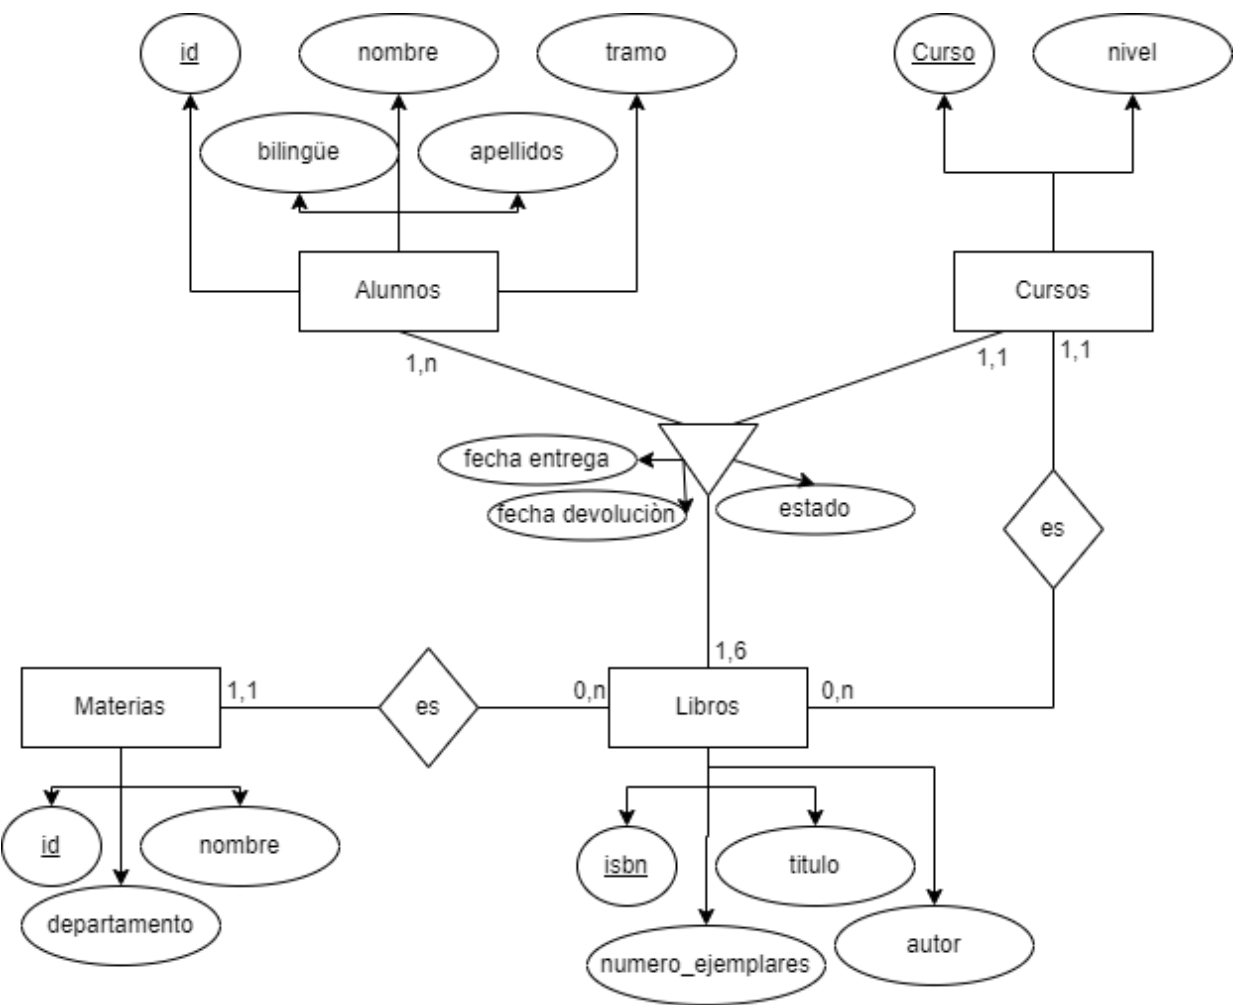 id
nombre
tramo
Curso
nivel
bilingüe
apellidos
Alunnos
Cursos
1,n
1,1
1,1
fecha entrega
fecha devoluciòn
estado
es
1,6
Materias
1,1
es
0,n
Libros
0,n
id
nombre
isbn
titulo
departamento
autor
numero_ejemplares